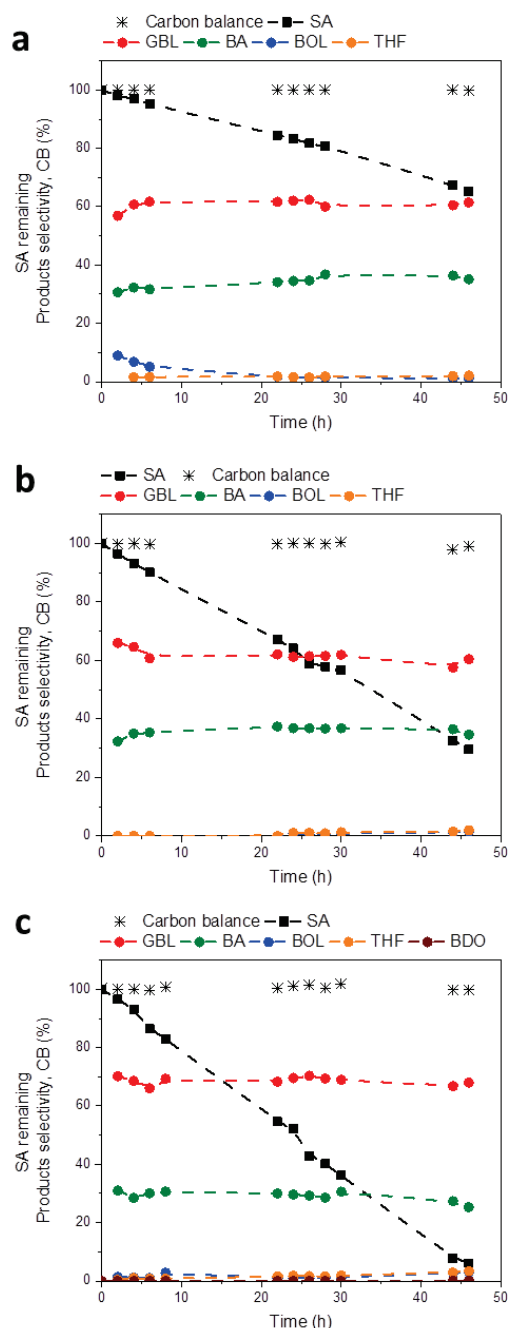 a
Carbon balance SA
GBL BA BOL THF
SA remaining
Products selectivity, CB (%)
100
80
60
40
20
0
0 10 20 30 40 50
Time (h)
b
SA Carbon balance
GBL BA BOL THF
SA remaining
Products selectivity, CB (%)
100
80
60
40
20
0
0 10 20 30 40 50
Time (h)
c
Carbon balance SA
GBL BA BOL THF BDO
SA remaining
Products selectivity, CB (%)
100
80
60
40
20
0
0 10 20 30 40 50
Time (h)